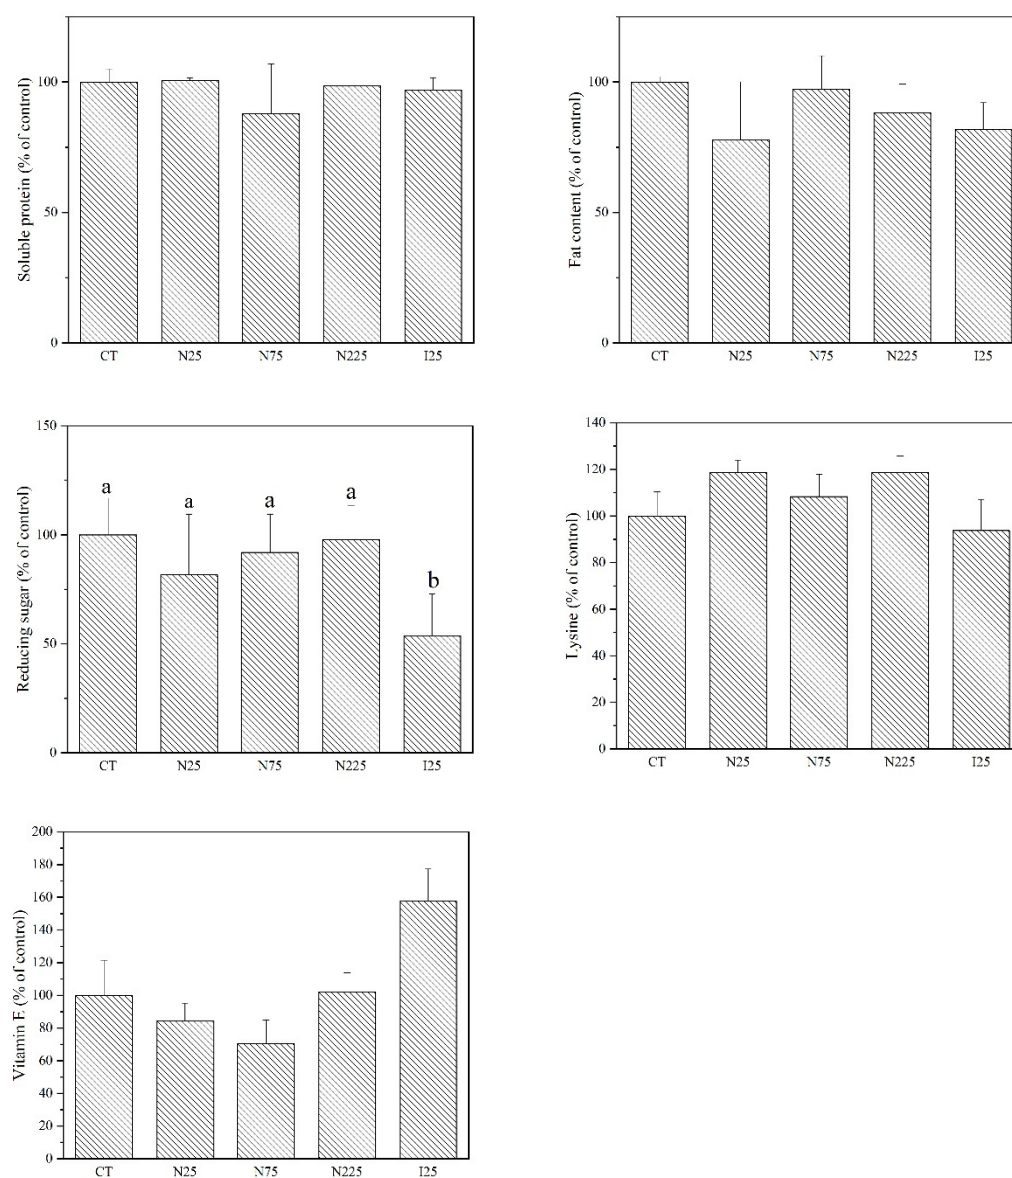 Soluble protein (% of control)
100
50
0
CT N25 N75 N225 I25
Fat content (% of control)
100
50
0
CT N25 N75 N225 I25
Reducing sugar (% of control)
150
100
50
0
a a a a b
CT N25 N75 N225 I25
Lysine (% of control)
140
120
100
80
60
40
20
0
CT N25 N75 N225 I25
Vitamin E (% of control)
200
180
160
140
120
100
80
60
40
20
0
CT N25 N75 N225 I25